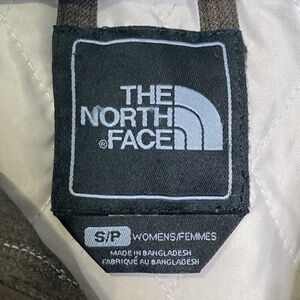 THE
NORTH
®FACE
S/P WOMENS/FEMMES
MADE IN BANGLADESH
FABRIQUÉ AU BANGLADESH